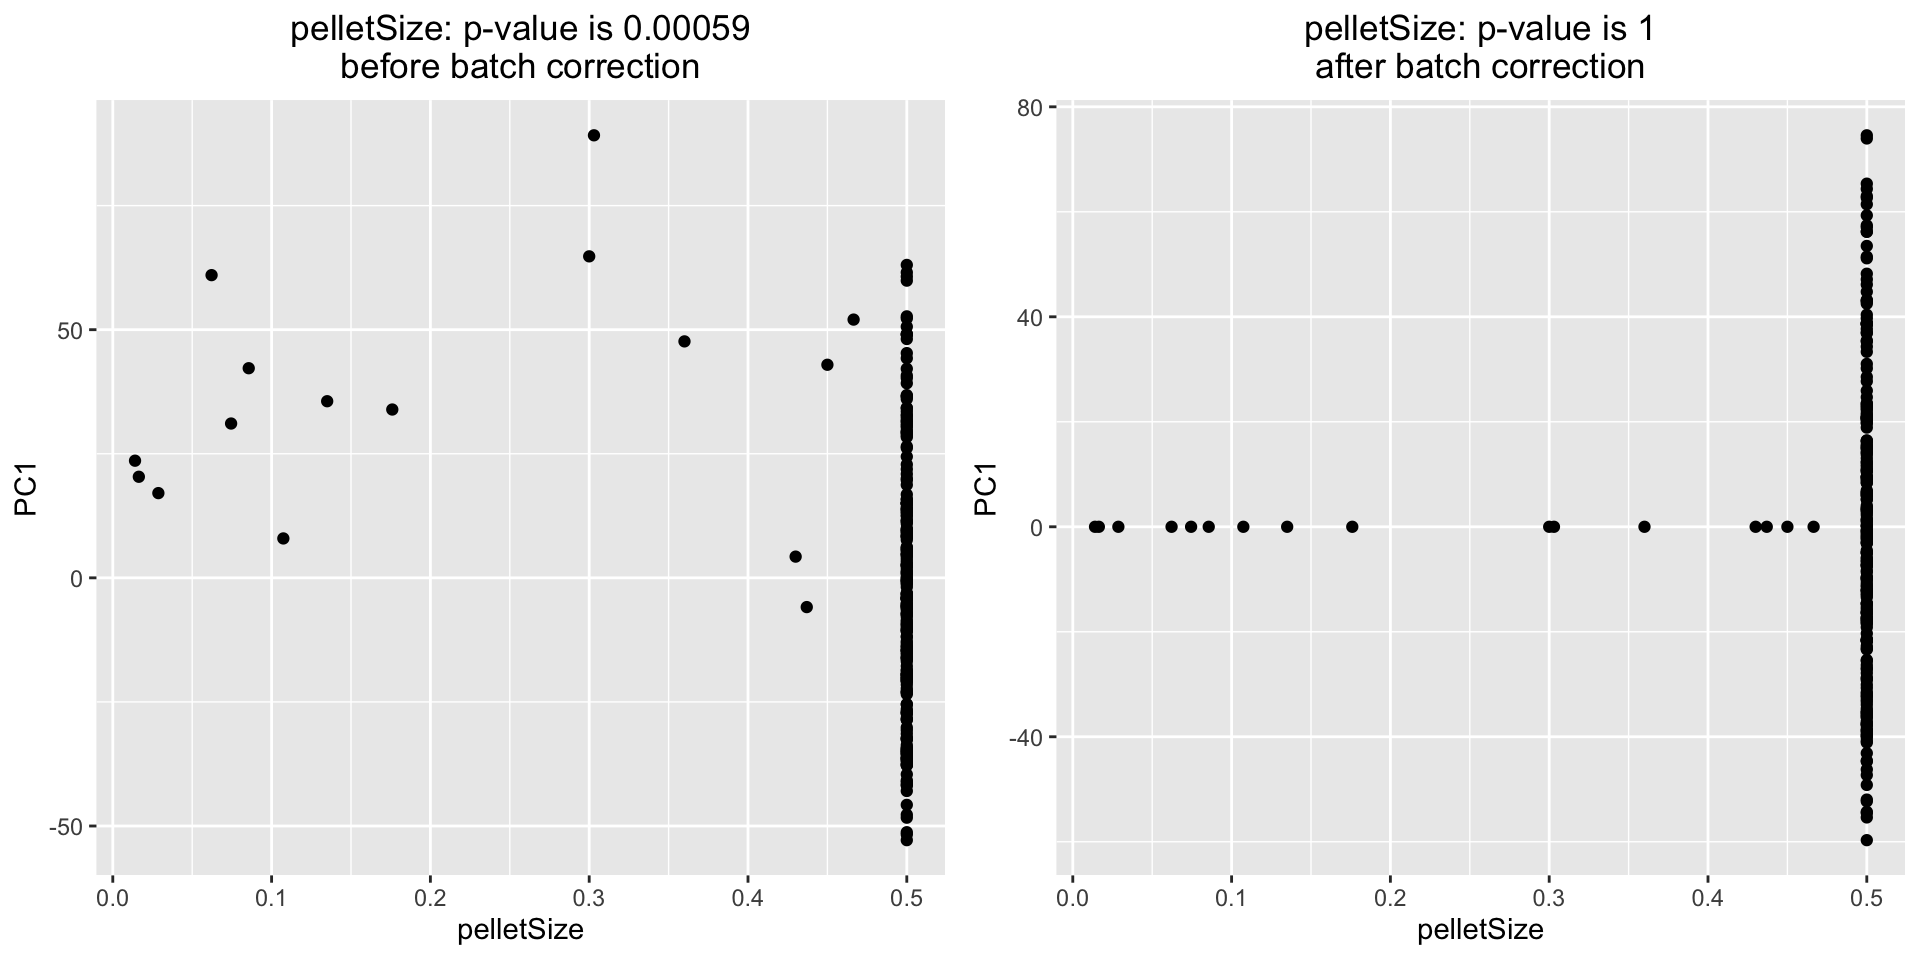 pelletSize: p-value is 0.00059
before batch correction
PC1
50
0
-50
0.0 0.1 0.2 0.3 0.4 0.5
pelletSize
pelletSize: p-value is 1
after batch correction
PC1
80
40
0
-40
0.0 0.1 0.2 0.3 0.4 0.5
pelletSize